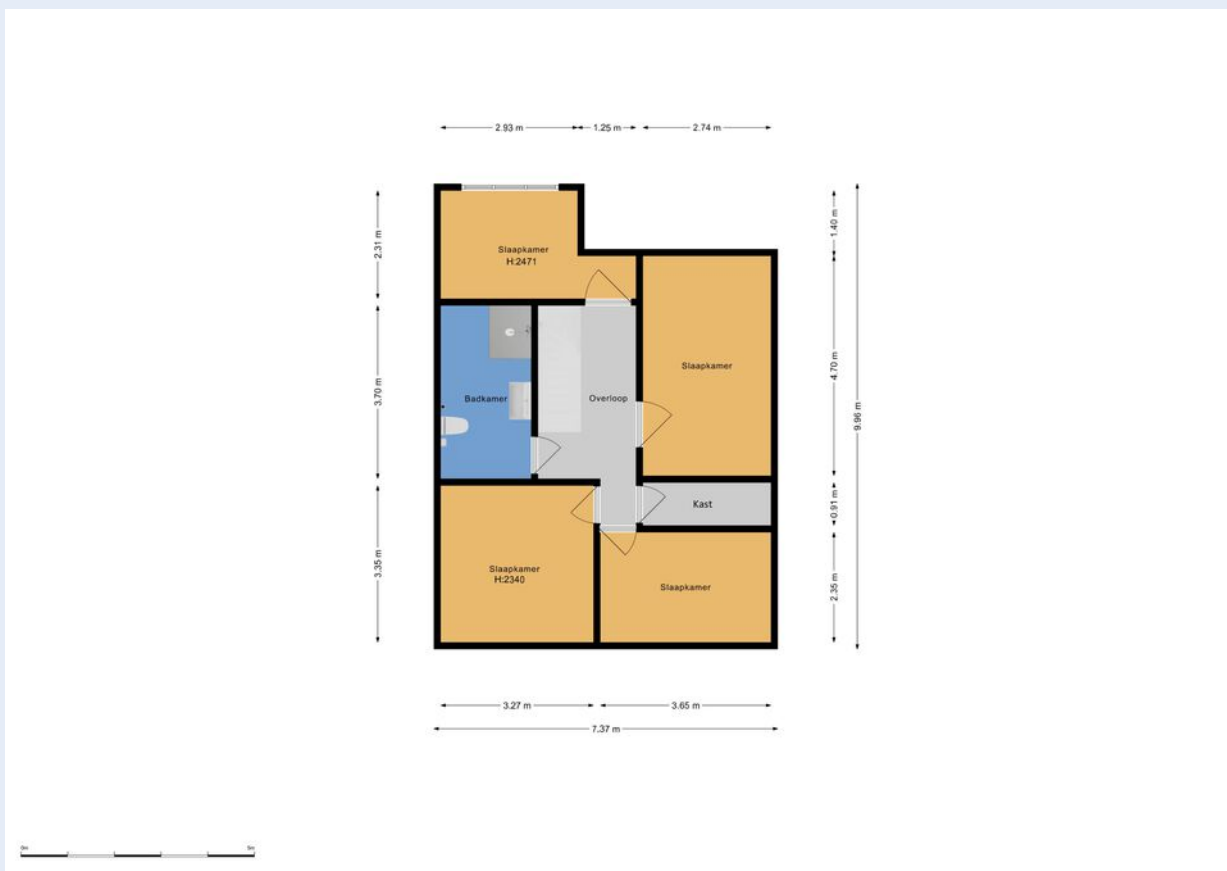 2.93 m
1.25 m
2.74 m
2.31 m
1.40 m
Slaapkamer
H:2471
4.70 m
9.96 m
Slaapkamer
3.70 m
Badkamer
Overloop
Kast
0.91 m
3.35 m
Slaapkamer
H:2340
Slaapkamer
2.35 m
3.27 m
3.65 m
7.37 m
0m
5m